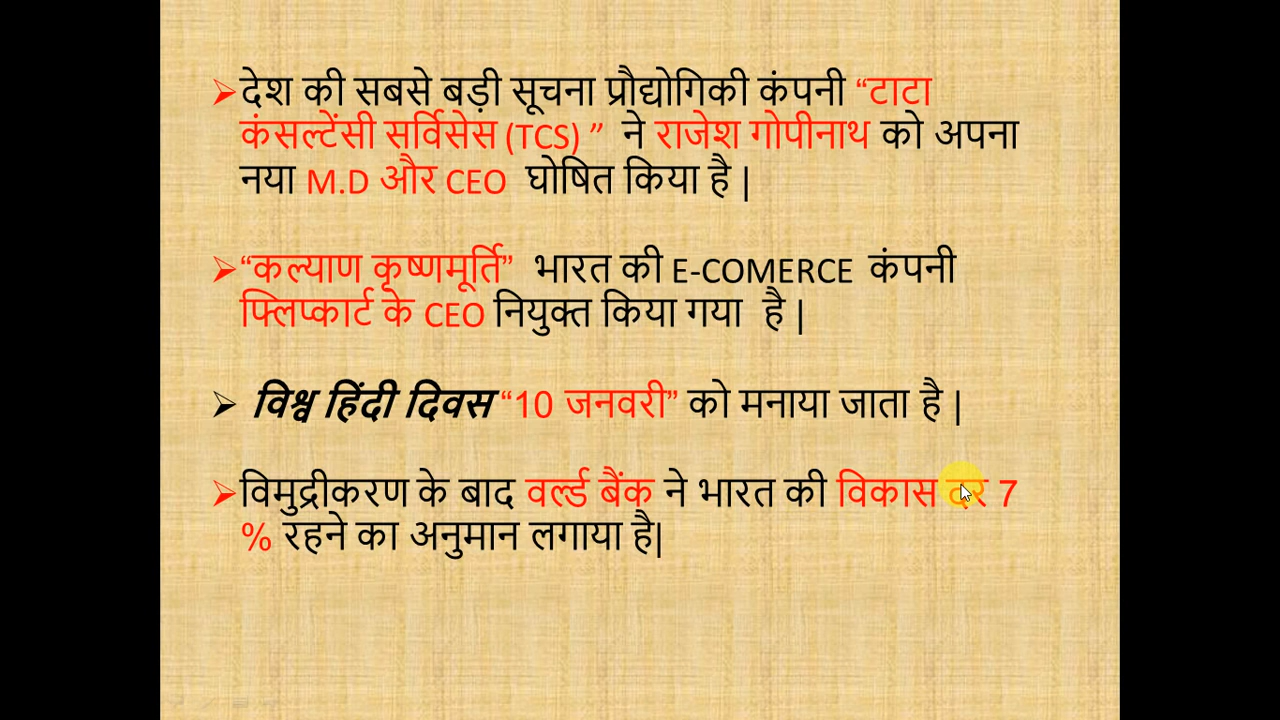 ➢देश की सबसे बड़ी सूचना प्रौद्योगिकी कंपनी “टाटा
कंसल्टेंसी सर्विसेस (TCS) ” ने राजेश गोपीनाथ को अपना
नया M.D और CEO घोषित किया है |
➢“कल्याण कृष्णमूर्ति” भारत की E-COMERCE कंपनी
फ्लिप्कार्ट के CEO नियुक्त किया गया है |
➢ विश्व हिंदी दिवस “10 जनवरी” को मनाया जाता है |
➢विमुद्रीकरण के बाद वर्ल्ड बैंक ने भारत की विकास दर 7
% रहने का अनुमान लगाया है|